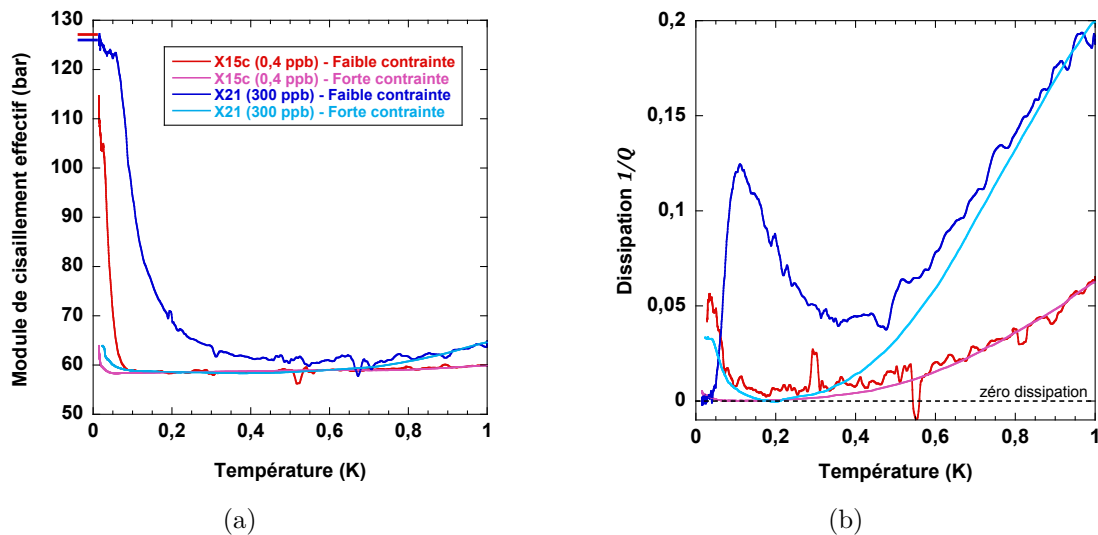 Module de cisaillement effectif (bar)
130
120
110
100
90
80
70
60
50
X15c (0,4 ppb) - Faible contrainte
X15c (0,4 ppb) - Forte contrainte
X21 (300 ppb) - Faible contrainte
X21 (300 ppb) - Forte contrainte
0 0,2 0,4 0,6 0,8 1
Température (K)
(a)
Dissipation 1/Q
0,2
0,15
0,1
0,05
0
zéro dissipation
0 0,2 0,4 0,6 0,8 1
Température (K)
(b)